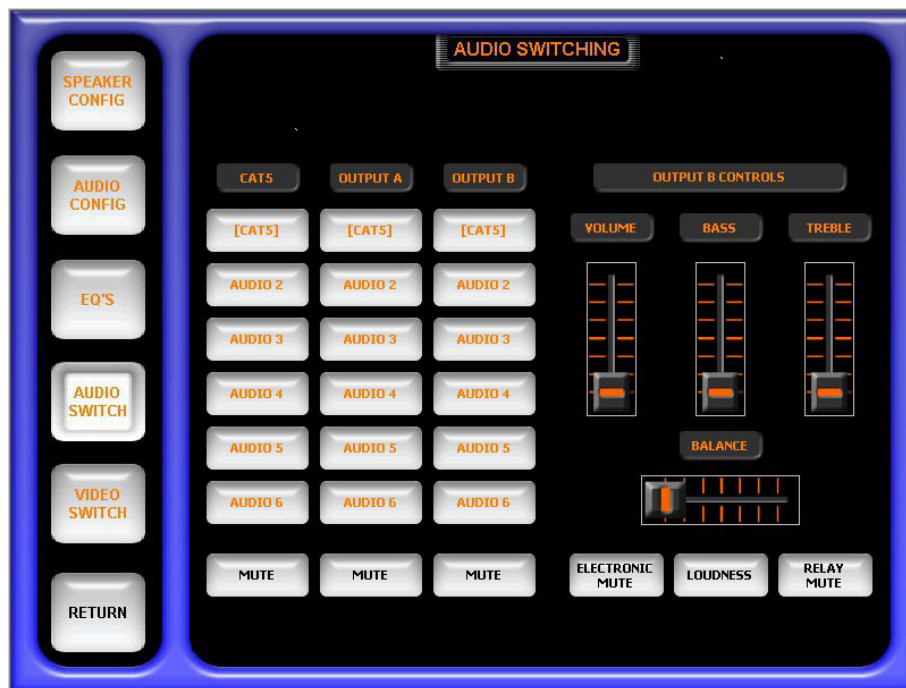 AUDIO SWITCHING
SPEAKER
CONFIG
AUDIO
CONFIG
EQ'S
AUDIO
SWITCH
VIDEO
SWITCH
RETURN
CAT5 OUTPUT A OUTPUT B
[CAT5] [CAT5] [CAT5]
AUDIO 2 AUDIO 2 AUDIO 2
AUDIO 3 AUDIO 3 AUDIO 3
AUDIO 4 AUDIO 4 AUDIO 4
AUDIO 5 AUDIO 5 AUDIO 5
AUDIO 6 AUDIO 6 AUDIO 6
MUTE MUTE MUTE
OUTPUT B CONTROLS
VOLUME BASS TREBLE
BALANCE
ELECTRONIC
MUTE
LOUDNESS
RELAY
MUTE